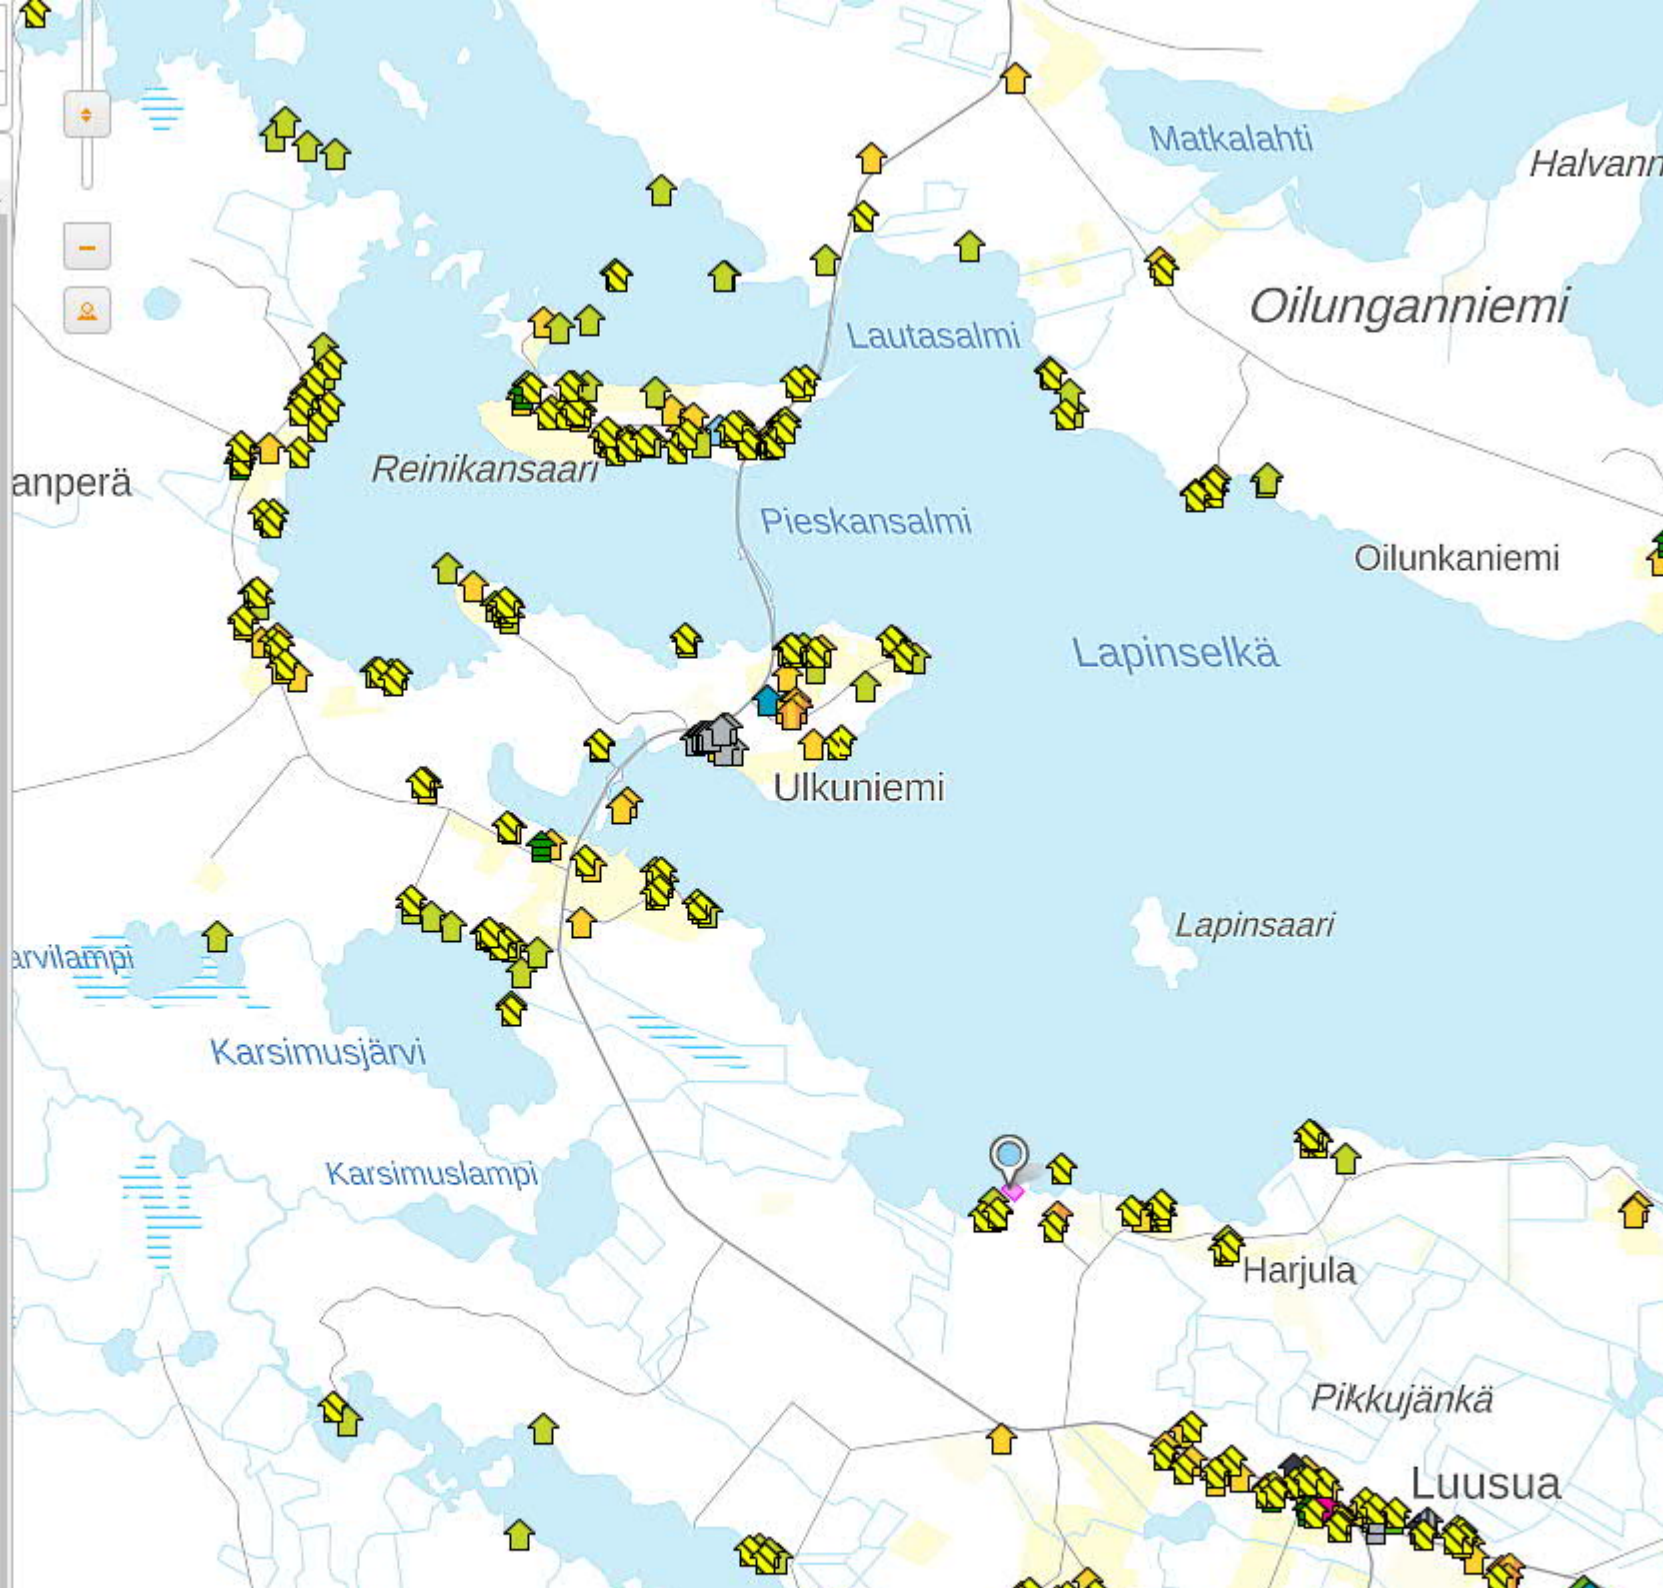 Matkalahti
Halvann
Oilunganniemi
Lautasalmi
Reinikansaari
anperä
Pieskansalmi
Oilunkaniemi
Lapinselkä
Ulkuniemi
Lapinsaari
arvilampi
Karsimusjärvi
Karsimuslampi
Harjula
Pikkujänkä
Luusua